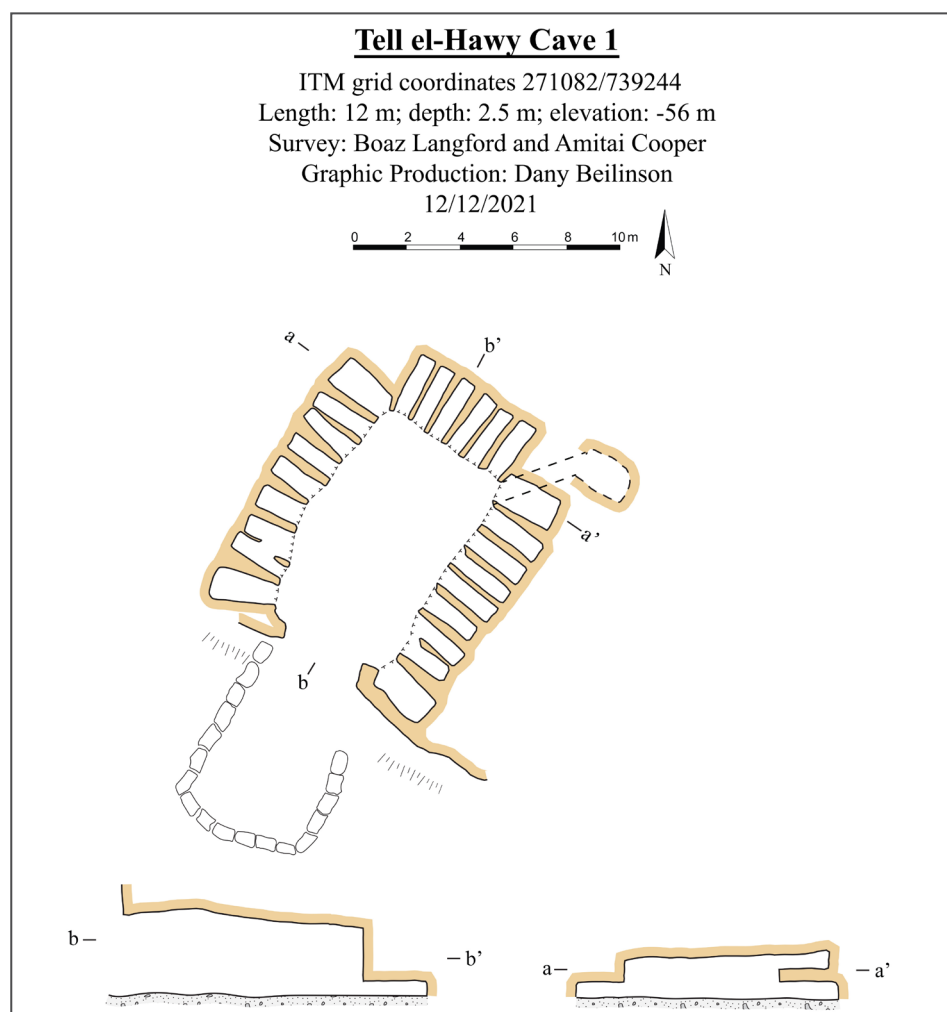 Tell el-Hawy Cave 1
ITM grid coordinates 271082/739244
Length: 12 m; depth: 2.5 m; elevation: -56 m
Survey: Boaz Langford and Amitai Cooper
Graphic Production: Dany Beilinson
12/12/2021
0 2 4 6 8 10 m
N
a
b’
a’
b
b
b’
a
a’